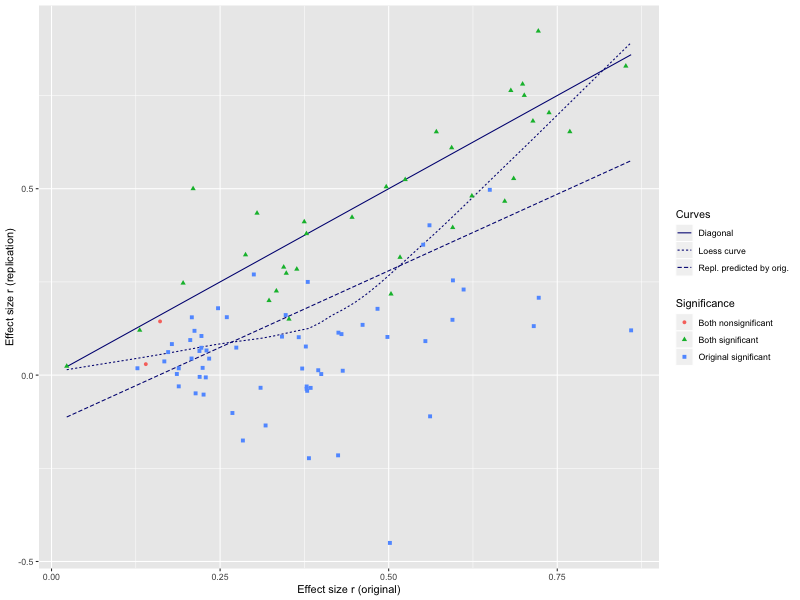 Effect size r (replication)
0.5
0.0
-0.5
0.00 0.25 0.50 0.75
Effect size r (original)
Curves
Diagonal
Loess curve
Repl. predicted by orig.
Significance
Both nonsignificant
Both significant
Original significant